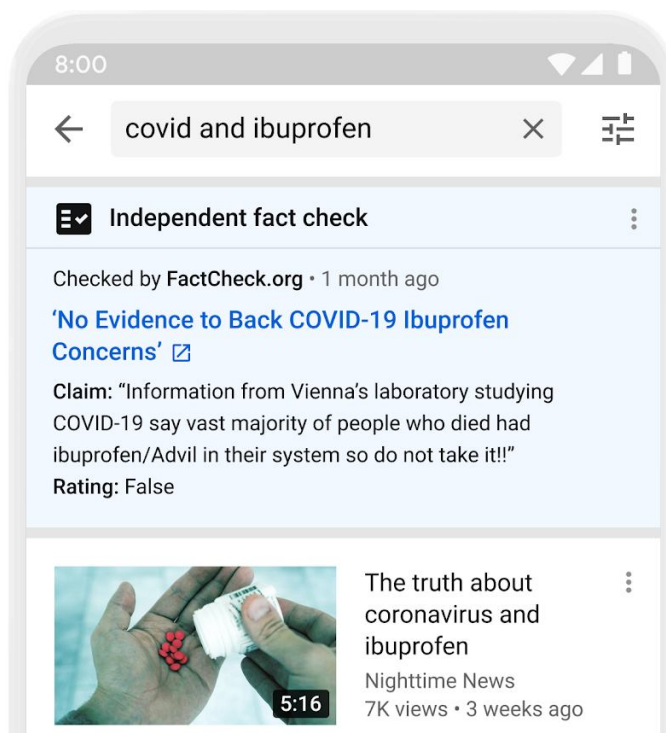 8:00
covid and ibuprofen
Independent fact check
Checked by FactCheck.org • 1 month ago
‘No Evidence to Back COVID-19 Ibuprofen
Concerns’
Claim: “Information from Vienna’s laboratory studying
COVID-19 say vast majority of people who died had
ibuprofen/Advil in their system so do not take it!!”
Rating: False
The truth about
coronavirus and
ibuprofen
Nighttime News
7K views • 3 weeks ago
5:16